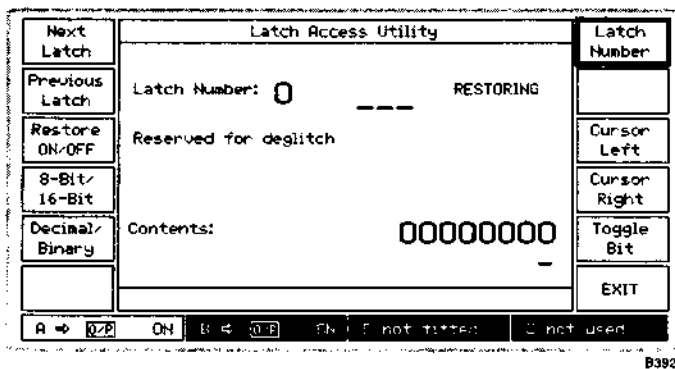 Next
Latch
Latch Access Utility
Latch
Number
Previous
Latch
Latch Number: 0 ___ RESTORING
Restore
ON/OFF
Reserved for deglitch
Cursor
Left
8-Bit/
16-Bit
Cursor
Right
Decimal/
Binary
Contents: 00000000
Toggle
Bit
EXIT
A ⇨ O/P ON B ⇦ O/P not fitted not used
B392